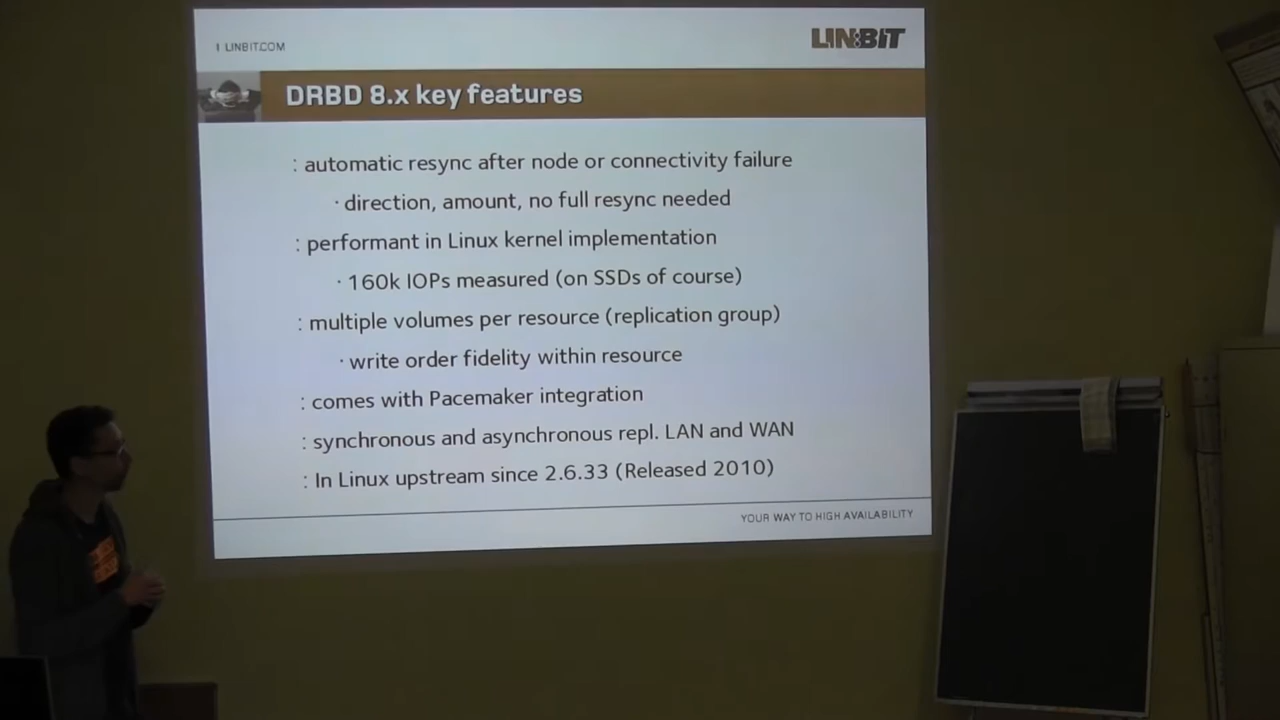 1 LINBIT.COM
LIN:BIT
DRBD 8.x key features
: automatic resync after node or connectivity failure
· direction, amount, no full resync needed
: performant in Linux kernel implementation
· 160k IOPs measured (on SSDs of course)
: multiple volumes per resource (replication group)
· write order fidelity within resource
: comes with Pacemaker integration
: synchronous and asynchronous repl. LAN and WAN
: In Linux upstream since 2.6.33 (Released 2010)
YOUR WAY TO HIGH AVAILABILITY